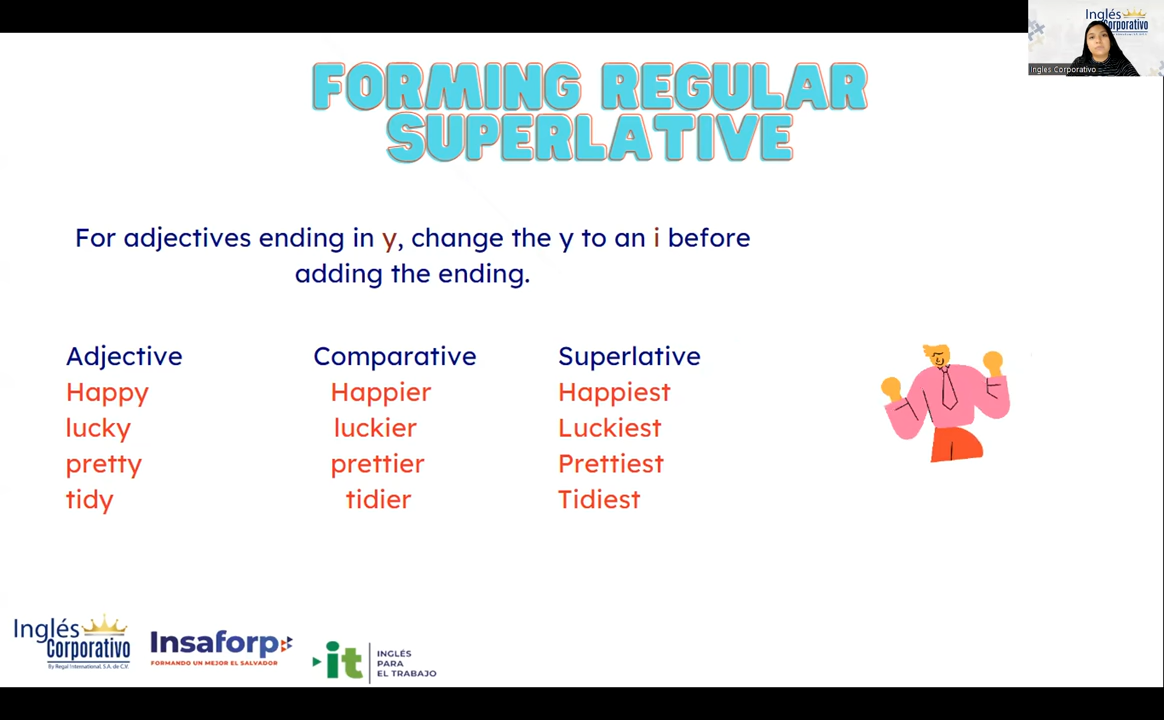 Inglés
Corporativo
Ingles Corporativo
FORMING REGULAR
SUPERLATIVE
For adjectives ending in y, change the y to an i before
adding the ending.
Adjective Comparative Superlative
Happy Happier Happiest
lucky luckier Luckiest
pretty prettier Prettiest
tidy tidier Tidiest
Inglés
Corporativo
By Regal International, S.A. de C.V.
Insaforp
FORMANDO UN MEJOR EL SALVADOR
it
INGLÉS
PARA
EL TRABAJO